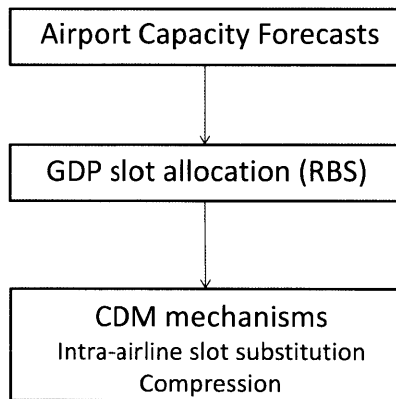 Airport Capacity Forecasts
GDP slot allocation (RBS)
CDM mechanisms
Intra-airline slot substitution
Compression